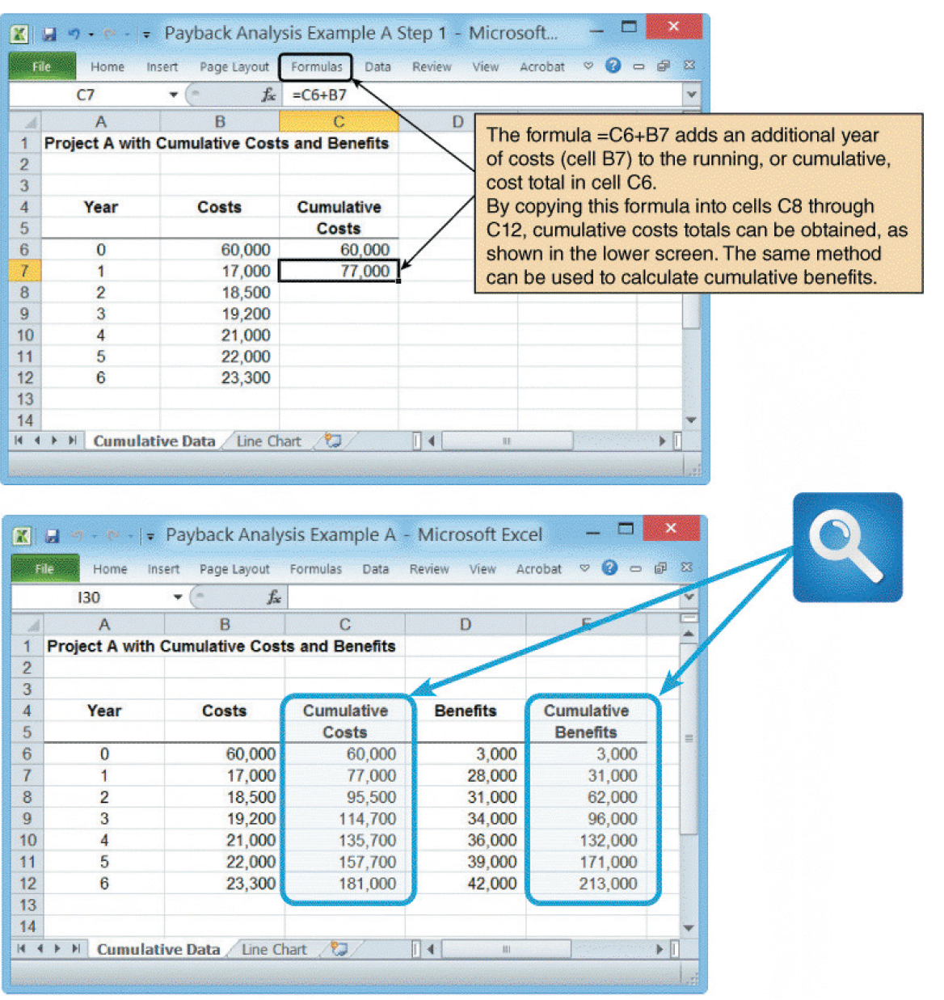 Payback Analysis Example A Step 1 - Microsoft...
File Home Insert Page Layout Formulas Data Review View Acrobat
C7 fx =C6+B7
A B C D
1 Project A with Cumulative Costs and Benefits
2
3
4 Year Costs Cumulative
5 Costs
6 0 60,000 60,000
7 1 17,000 77,000
8 2 18,500
9 3 19,200
10 4 21,000
11 5 22,000
12 6 23,300
13
14
Cumulative Data Line Chart
The formula =C6+B7 adds an additional year
of costs (cell B7) to the running, or cumulative,
cost total in cell C6.
By copying this formula into cells C8 through
C12, cumulative costs totals can be obtained, as
shown in the lower screen. The same method
can be used to calculate cumulative benefits.
Payback Analysis Example A - Microsoft Excel
File Home Insert Page Layout Formulas Data Review View Acrobat
I30 fx
A B C D E
1 Project A with Cumulative Costs and Benefits
2
3
4 Year Costs Cumulative Benefits Cumulative
5 Costs Benefits
6 0 60,000 60,000 3,000 3,000
7 1 17,000 77,000 28,000 31,000
8 2 18,500 95,500 31,000 62,000
9 3 19,200 114,700 34,000 96,000
10 4 21,000 135,700 36,000 132,000
11 5 22,000 157,700 39,000 171,000
12 6 23,300 181,000 42,000 213,000
13
14
Cumulative Data Line Chart